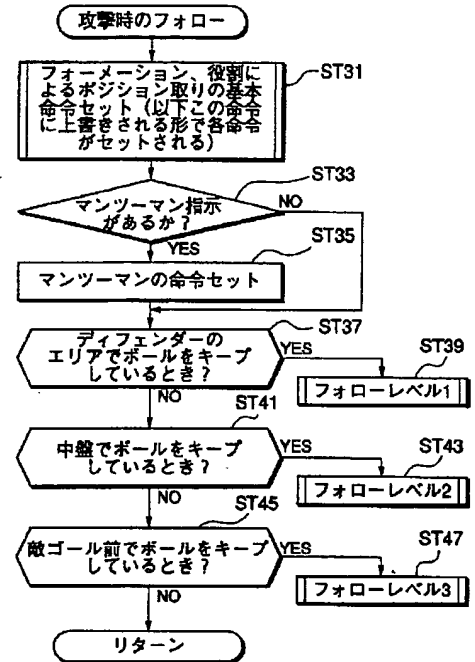 攻撃時のフォロー
フォーメーション、役割に
よるポジション取りの基本
命令セット(以下この命令
に上書きされる形で各命令
がセットされる)
ST31
ST33
マンツーマン指示
があるか?
NO
YES
ST35
マンツーマンの命令セット
ST37
ディフェンダーの
エリアでボールをキープ
しているとき?
YES
ST39
フォローレベル1
NO
ST41
中盤でボールをキープ
しているとき?
YES
ST43
フォローレベル2
NO
ST45
敵ゴール前でボールをキープ
しているとき?
YES
ST47
フォローレベル3
NO
リターン